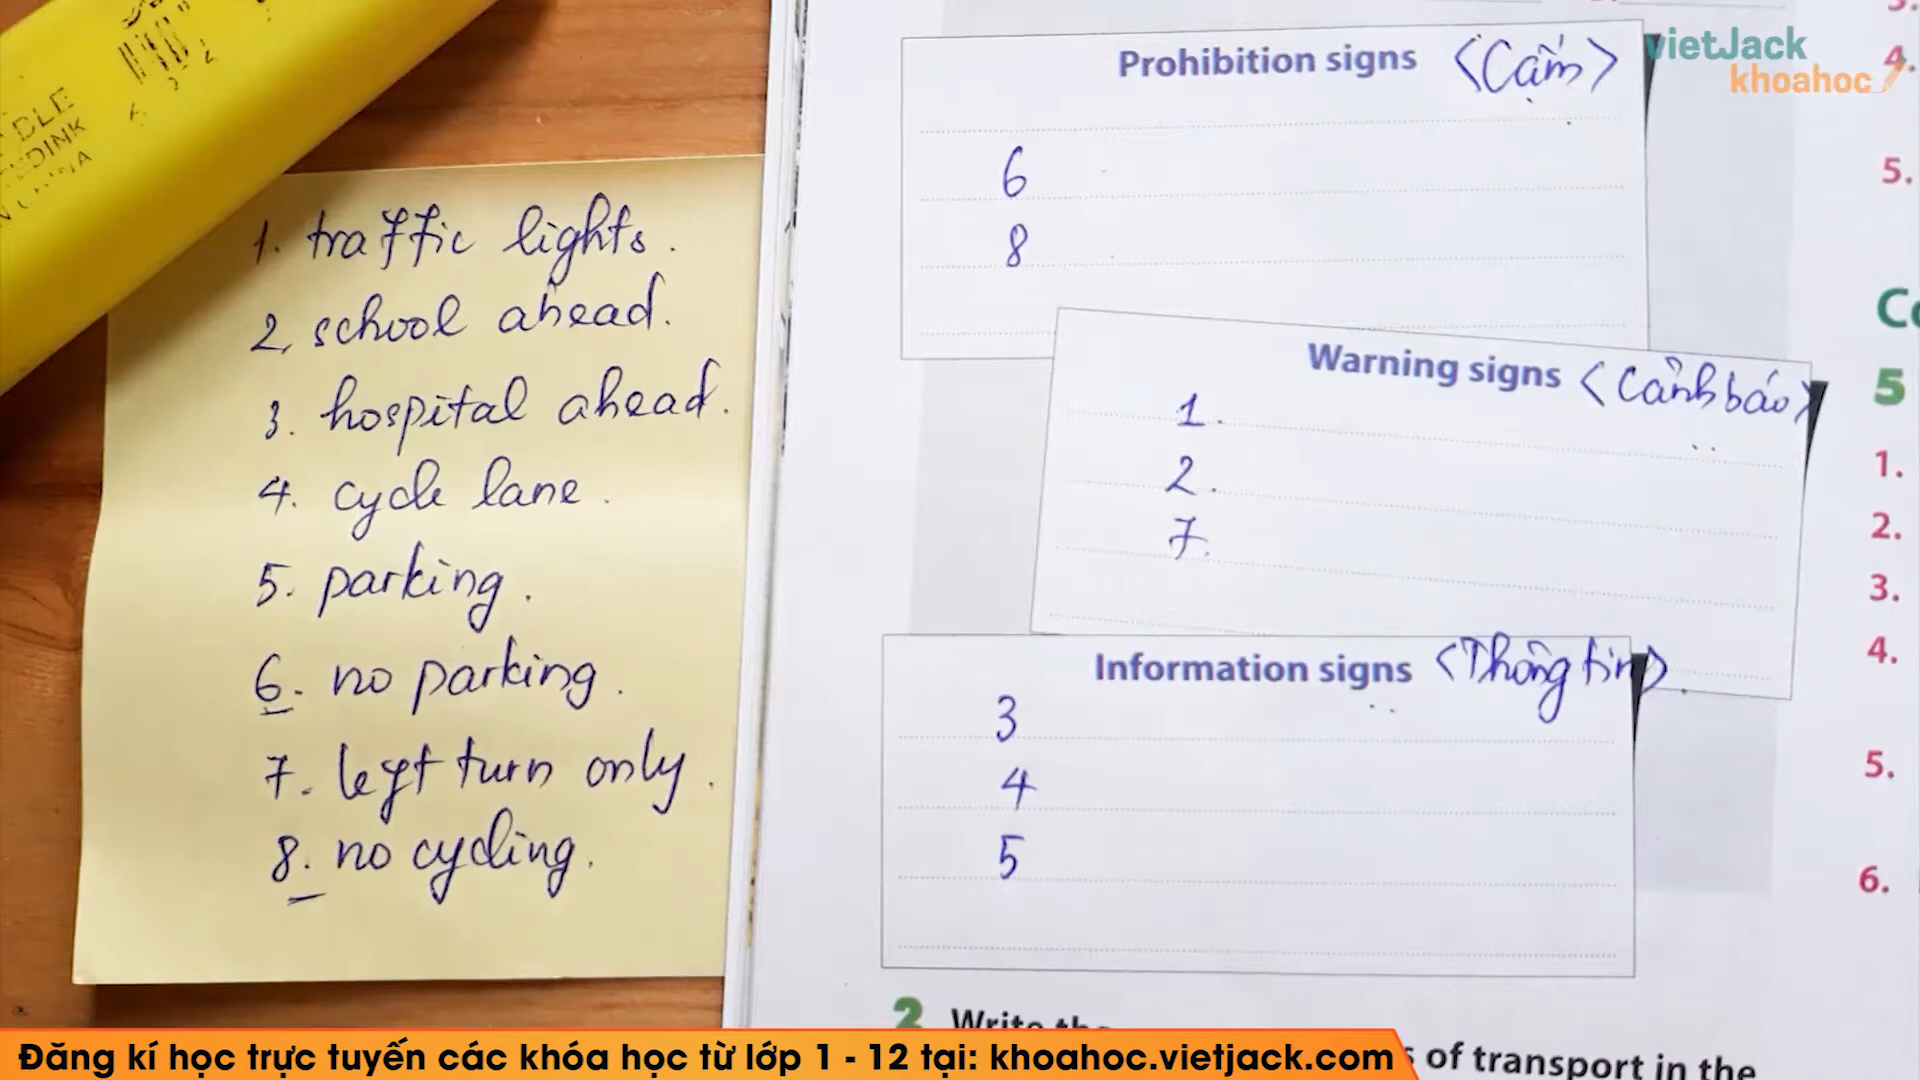 1. traffic lights.
2. school ahead.
3. hospital ahead.
4. cycle lane.
5. parking.
6. no parking.
7. left turn only.
8. no cycling.
Prohibition signs <Cấm>
6
8
Warning signs <Cảnh báo>
1.
2.
7.
Information signs <Thông tin>
3
4
5
2 Write
of transport in the
4.
5.
5
1.
2.
3.
4.
5.
6.
vietJack
khoahoc
Đăng kí học trực tuyến các khóa học từ lớp 1 - 12 tại: khoahoc.vietjack.com